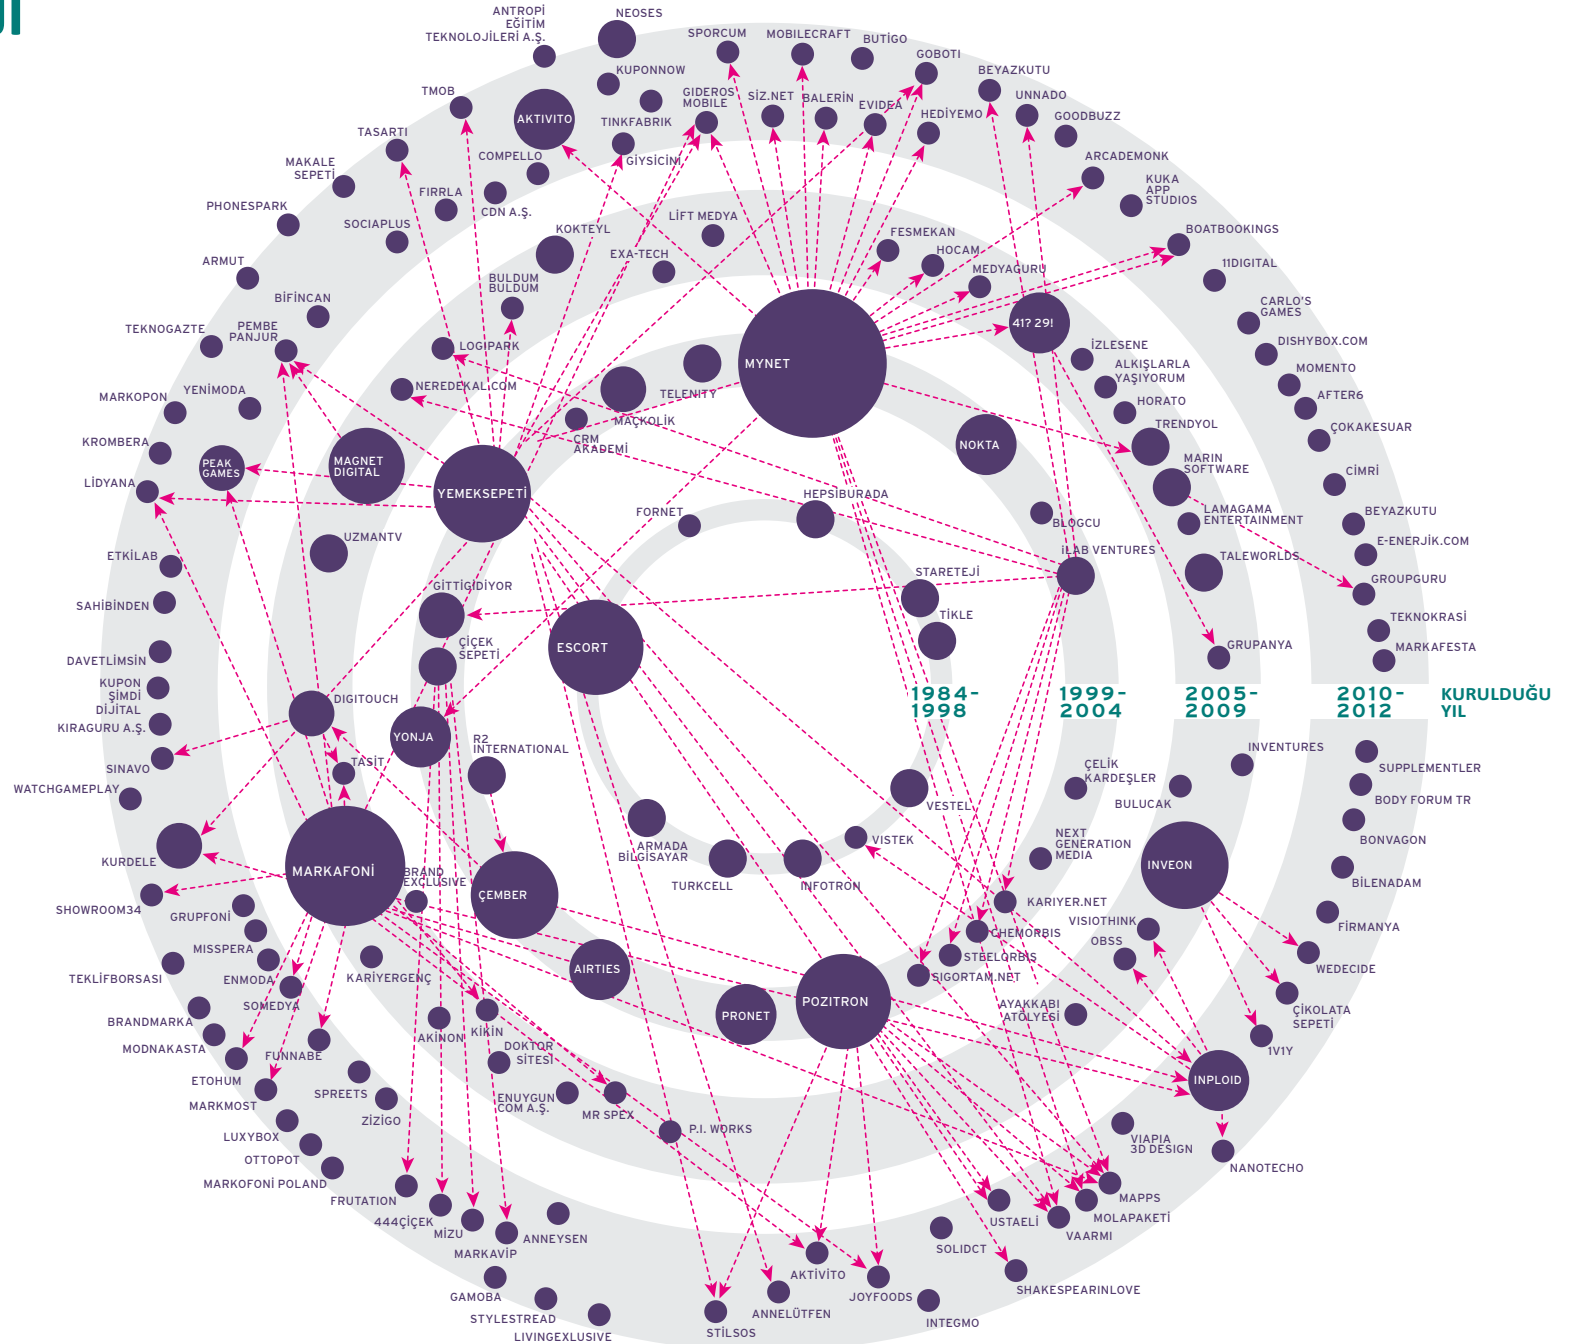 ANTROPİ
EĞİTİM
TEKNOLOJİLERİ A.Ş.
NEOSES
SPORCUM
MOBILECRAFT
BUTİGO
GOBOTI
BEYAZKUTU
UNNADO
GOODBUZZ
TMOB
KUPONNOW
AKTIVITO
TINKFABRIK
GIDEROS
MOBILE
SİZ.NET
BALERİN
EVIDEA
HEDİYEMO
TASARTI
COMPELLO
GİYSİCİNİ
ARCADEMONK
KUKA
APP
STUDIOS
MAKALE
SEPETİ
FIRRLA
CDN A.Ş.
PHONESPARK
SOCIAPLUS
KOKTEYL
LİFT MEDYA
EXA-TECH
FESMEKAN
HOCAM
MEDYAGURU
BOATBOOKINGS
11DIGITAL
ARMUT
BULDUM
BULDUM
BİFİNCAN
CARLO'S
GAMES
TEKNOGAZTE
PEMBE
PANJUR
41? 29!
DISHYBOX.COM
LOGIPARK
İZLESENE
ALKIŞLARLA
YAŞIYORUM
MOMENTO
MYNET
NEREDEKAL.COM
TELENITY
MARKOPON
YENİMODA
HORATO
AFTER6
MAÇKOLİK
TRENDYOL
ÇOKAKESUAR
KROMBERA
CRM
AKADEMİ
NOKTA
MARIN
SOFTWARE
CİMRİ
PEAK
GAMES
MAGNET
DIGITAL
LİDYANA
YEMEKSEPETİ
HEPSIBURADA
FORNET
BLOGCU
LAMAGAMA
ENTERTAINMENT
BEYAZKUTU
UZMANTV
E-ENERJİK.COM
ETKİLAB
iLAB VENTURES
TALEWORLDS
GITTİGİDİYOR
STARETEJİ
GROUPGURU
SAHİBİNDEN
TİKLE
TEKNOKRASİ
ESCORT
ÇİÇEK
SEPETİ
GRUPANYA
MARKAFESTA
DAVETLİMSİN
KUPON
ŞİMDİ
DİJİTAL
KIRAGURU A.Ş.
DIGITOUCH
1984-
1998
1999-
2004
2005-
2009
2010-
2012
KURULDUĞU
YIL
YONJA
R2
INTERNATIONAL
SINAVO
TASİT
INVENTURES
SUPPLEMENTLER
WATCHGAMEPLAY
ÇELİK
KARDEŞLER
BULUCAK
BODY FORUM TR
VESTEL
BONVAGON
KURDELE
ARMADA
BİLGİSAYAR
VISTEK
NEXT
GENERATION
MEDIA
MARKAFONİ
BRAND
EXCLUSIVE
ÇEMBER
TURKCELL
INFOTRON
INVEON
BİLENADAM
SHOWROOM34
GRUPFONİ
KARIYER.NET
VISIOTHINK
FİRMANYA
MISSPERA
CHEMORBIS
OBSS
STEELORBIS
WEDECIDE
TEKLİFBORSASI
ENMODA
KARİYERGENÇ
AIRTIES
SIGORTAM.NET
SOMEDYA
POZITRON
AYAKKABI
ATÖLYESİ
ÇİKOLATA
SEPETİ
BRANDMARKA
PRONET
AKİNON
KİKİN
MODNAKASTA
FUNNABE
DOKTOR
SİTESİ
1V1Y
ETOHUM
SPREETS
INPLOID
MARKMOST
ENUYGUN
COM A.Ş.
MR SPEX
ZİZİGO
LUXYBOX
P.I. WORKS
VIAPIA
3D DESIGN
OTTOPOT
NANOTECHO
MARKOFONİ POLAND
FRUTATION
MAPPS
444ÇİÇEK
USTAELİ
MOLAPAKETİ
MİZU
ANNEYSEN
VAARMI
MARKAVİP
SOLIDCT
AKTİVİTO
GAMOBA
JOYFOODS
SHAKESPEARINLOVE
STYLESTREAD
ANNELÜTFEN
INTEGMO
LIVINGEXLUSIVE
STİLSOS